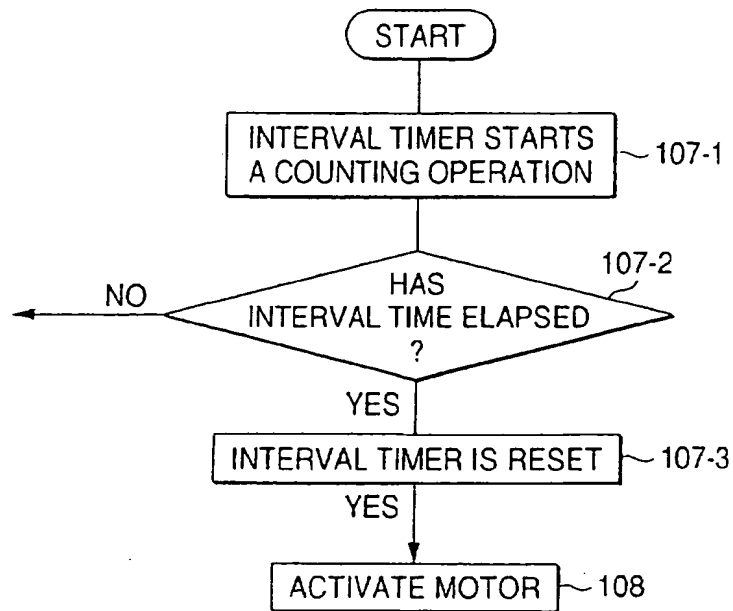 START
INTERVAL TIMER STARTS
A COUNTING OPERATION
107-1
107-2
HAS
INTERVAL TIME ELAPSED
?
NO
YES
INTERVAL TIMER IS RESET
107-3
YES
ACTIVATE MOTOR
108